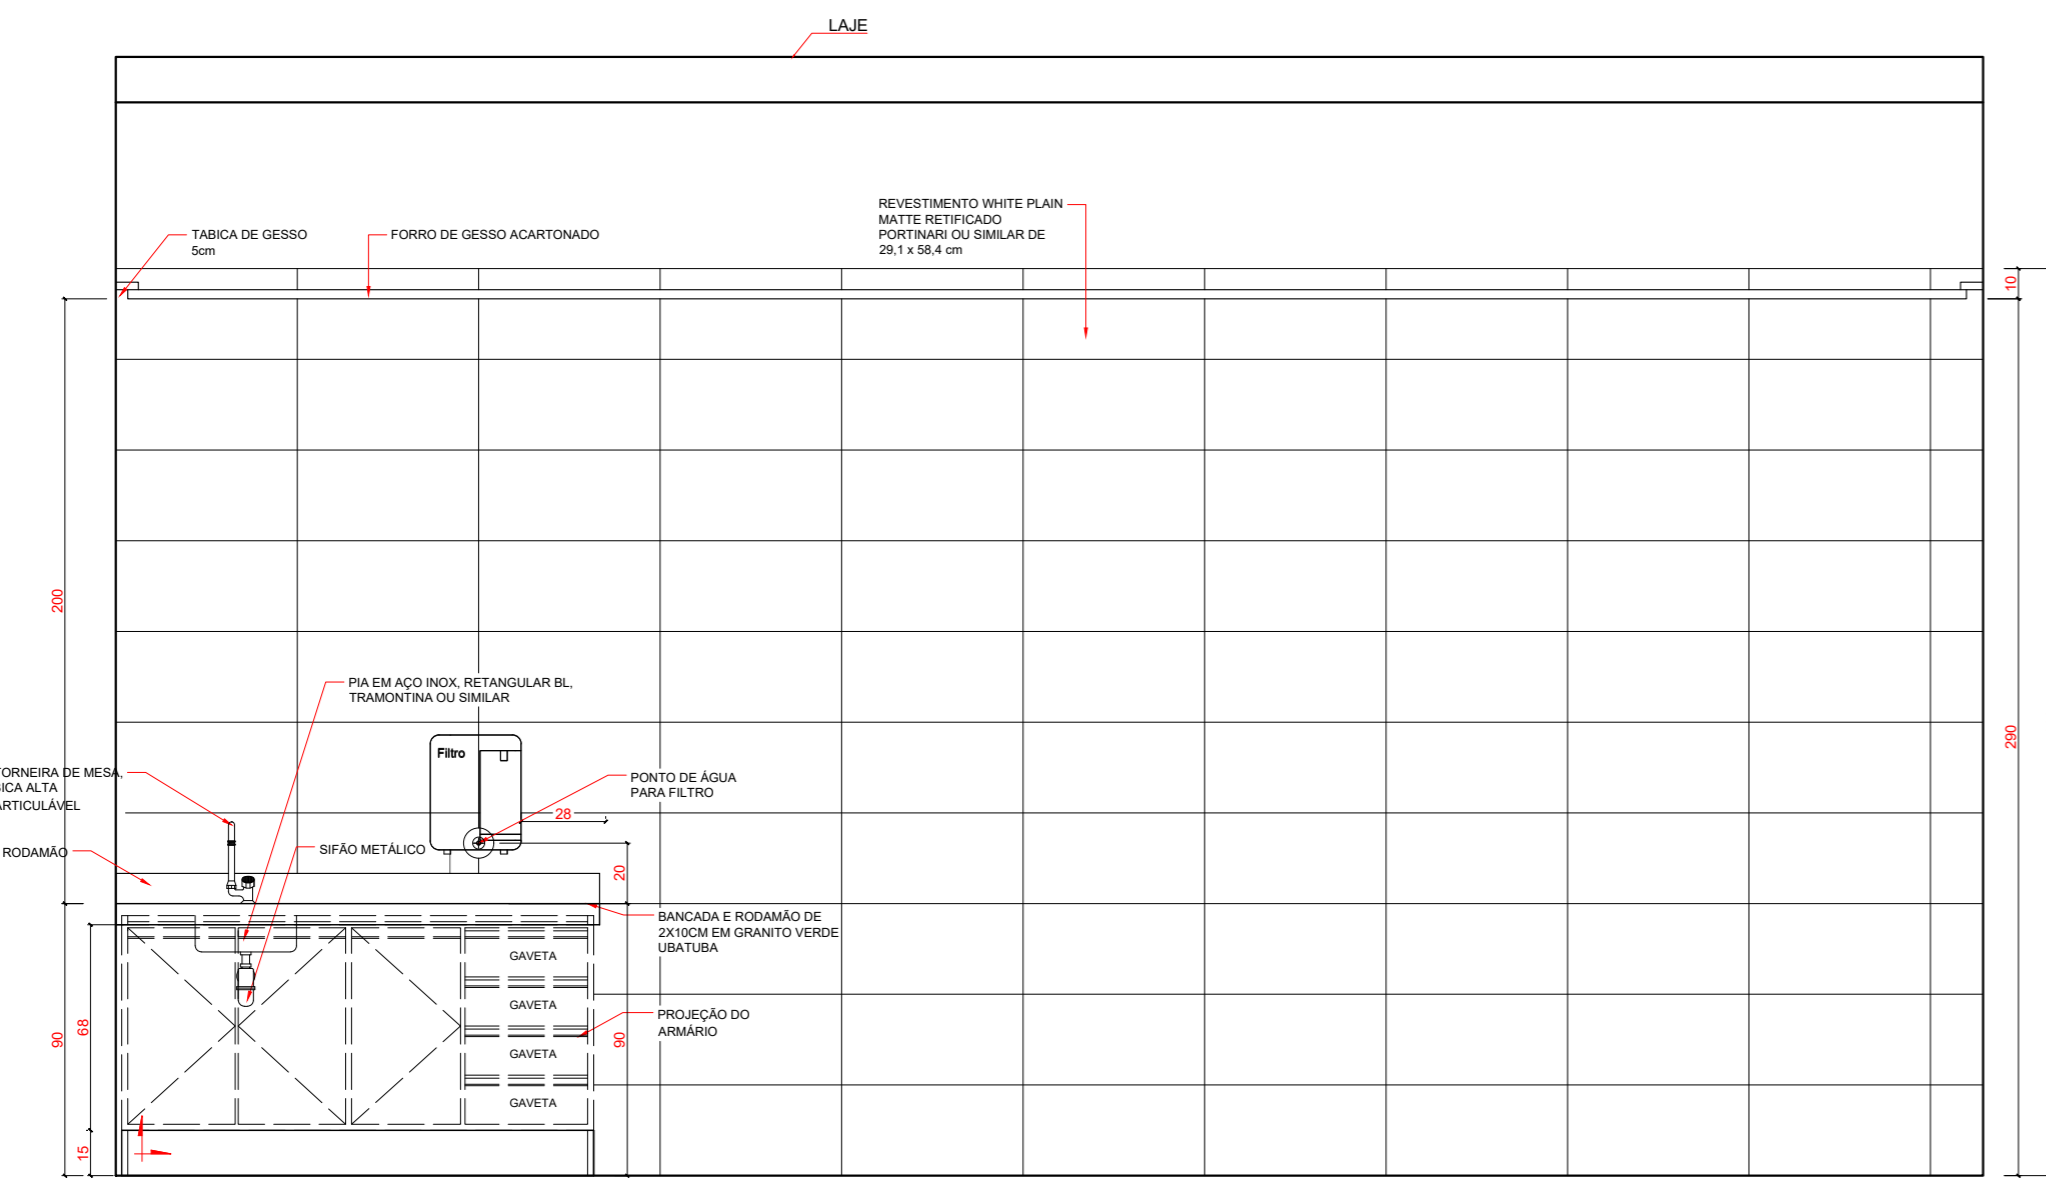 LAJE
REVESTIMENTO WHITE PLAIN
MATTE RETIFICADO
PORTINARI OU SIMILAR DE
29,1 x 58,4 cm
TABICA DE GESSO
5cm
FORRO DE GESSO ACARTONADO
10
200
290
PIA EM AÇO INOX, RETANGULAR BL,
TRAMONTINA OU SIMILAR
Filtro
TORNEIRA DE MESA,
BICA ALTA
ARTICULÁVEL
PONTO DE ÁGUA
PARA FILTRO
28
RODAMÃO
SIFÃO METÁLICO
20
BANCADA E RODAMÃO DE
2X10CM EM GRANITO VERDE
UBATUBA
GAVETA
GAVETA
PROJEÇÃO DO
ARMÁRIO
90
68
90
GAVETA
GAVETA
15